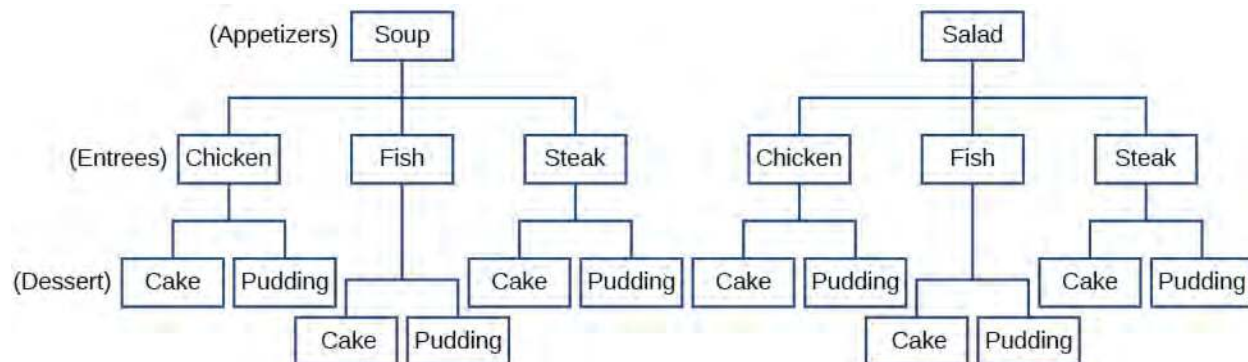 (Appetizers) Soup Salad
(Entrees) Chicken Fish Steak Chicken Fish Steak
(Dessert) Cake Pudding Cake Pudding Cake Pudding Cake Pudding
Cake Pudding Cake Pudding